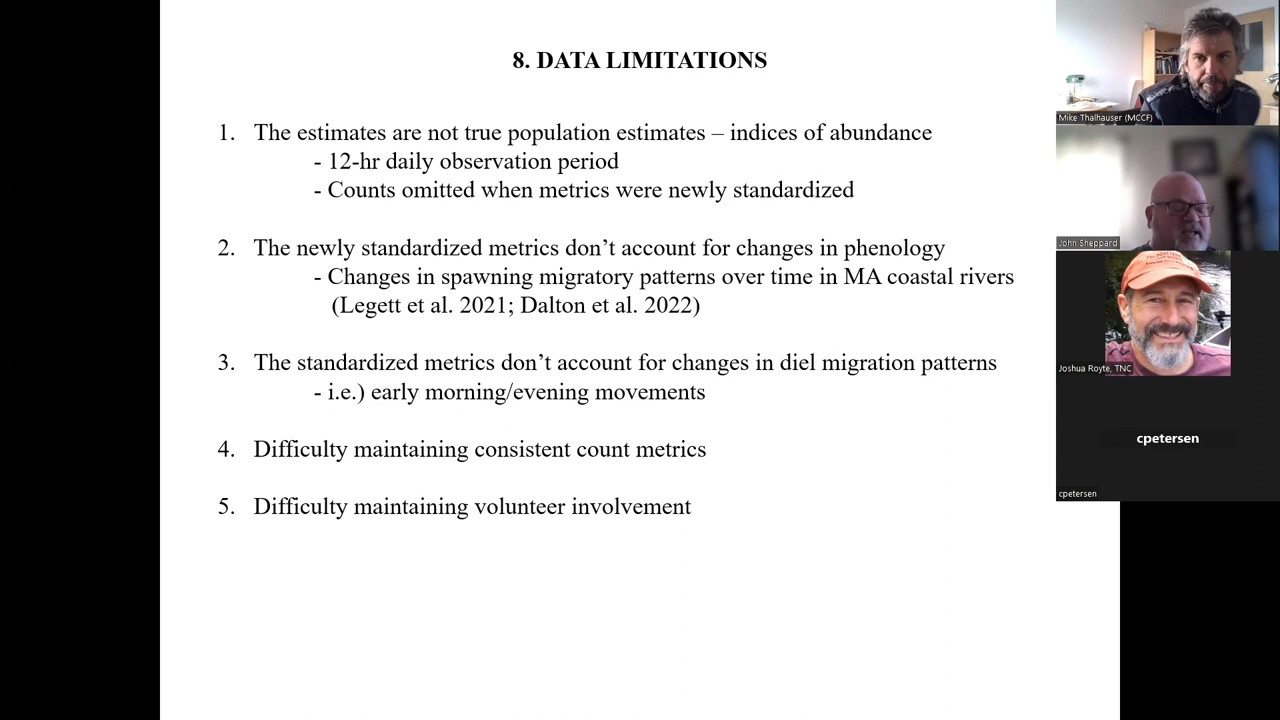 8. DATA LIMITATIONS
1. The estimates are not true population estimates – indices of abundance
- 12-hr daily observation period
- Counts omitted when metrics were newly standardized
2. The newly standardized metrics don’t account for changes in phenology
- Changes in spawning migratory patterns over time in MA coastal rivers
(Legett et al. 2021; Dalton et al. 2022)
3. The standardized metrics don’t account for changes in diel migration patterns
- i.e.) early morning/evening movements
4. Difficulty maintaining consistent count metrics
5. Difficulty maintaining volunteer involvement
Mike Thalhauser (MCCF)
John Sheppard
Joshua Royte, TNC
cpetersen
cpetersen